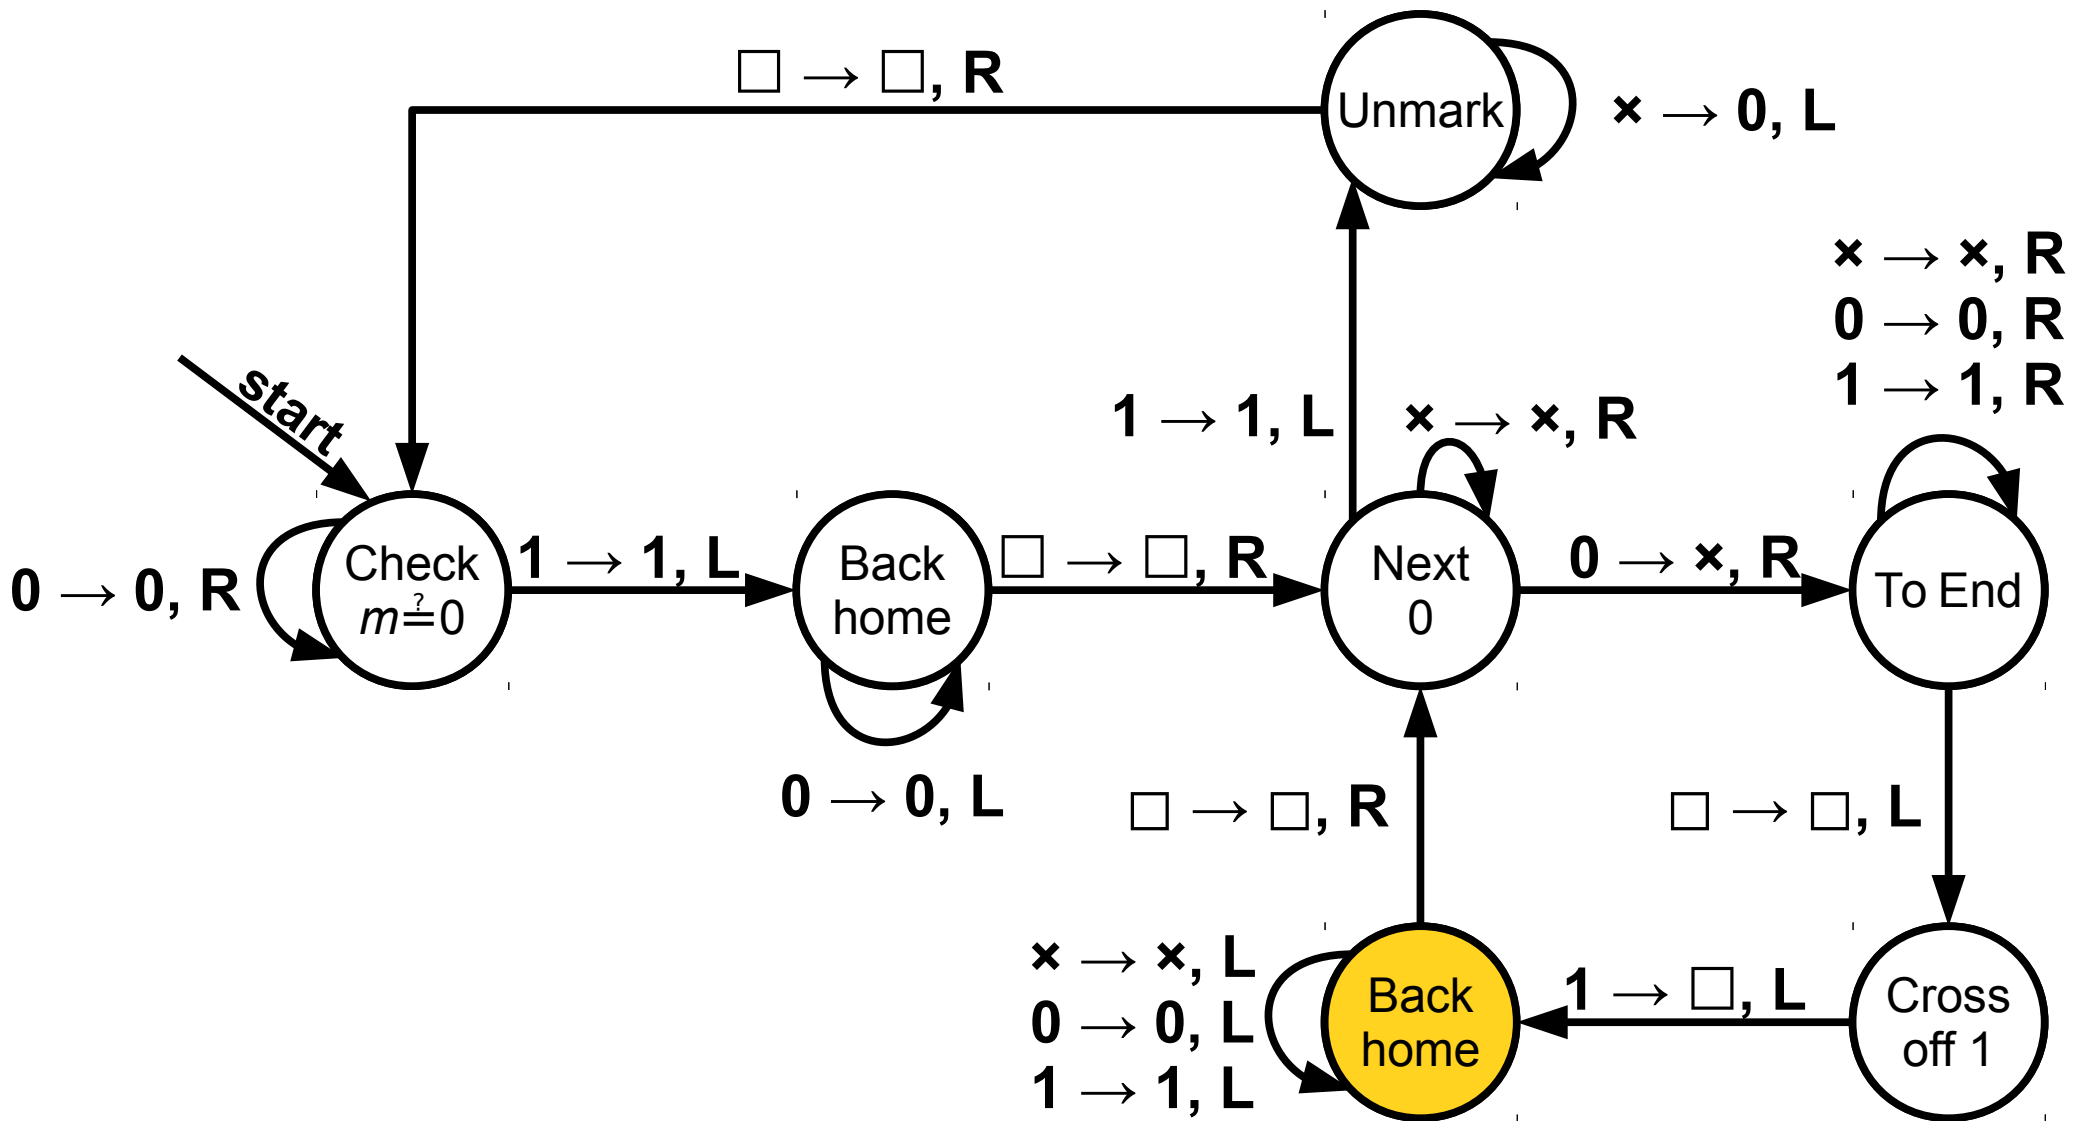 □ → □, R
Unmark
× → 0, L
× → ×, R
0 → 0, R
1 → 1, R
start
1 → 1, L
× → ×, R
0 → 0, R
Check
m ≟ 0
1 → 1, L
Back
home
□ → □, R
Next
0
0 → ×, R
To End
0 → 0, L
□ → □, R
□ → □, L
× → ×, L
0 → 0, L
1 → 1, L
Back
home
1 → □, L
Cross
off 1